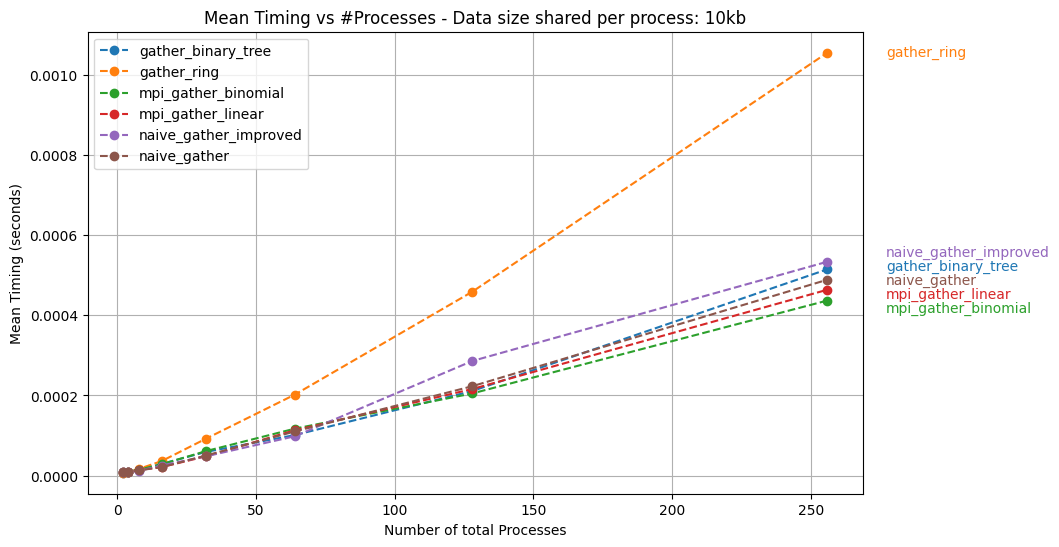 Mean Timing vs #Processes - Data size shared per process: 10kb
gather_binary_tree
gather_ring
mpi_gather_binomial
mpi_gather_linear
naive_gather_improved
naive_gather
Mean Timing (seconds)
0.0010
0.0008
0.0006
0.0004
0.0002
0.0000
0
50
100
150
200
250
Number of total Processes
gather_ring
naive_gather_improved
gather_binary_tree
naive_gather
mpi_gather_linear
mpi_gather_binomial